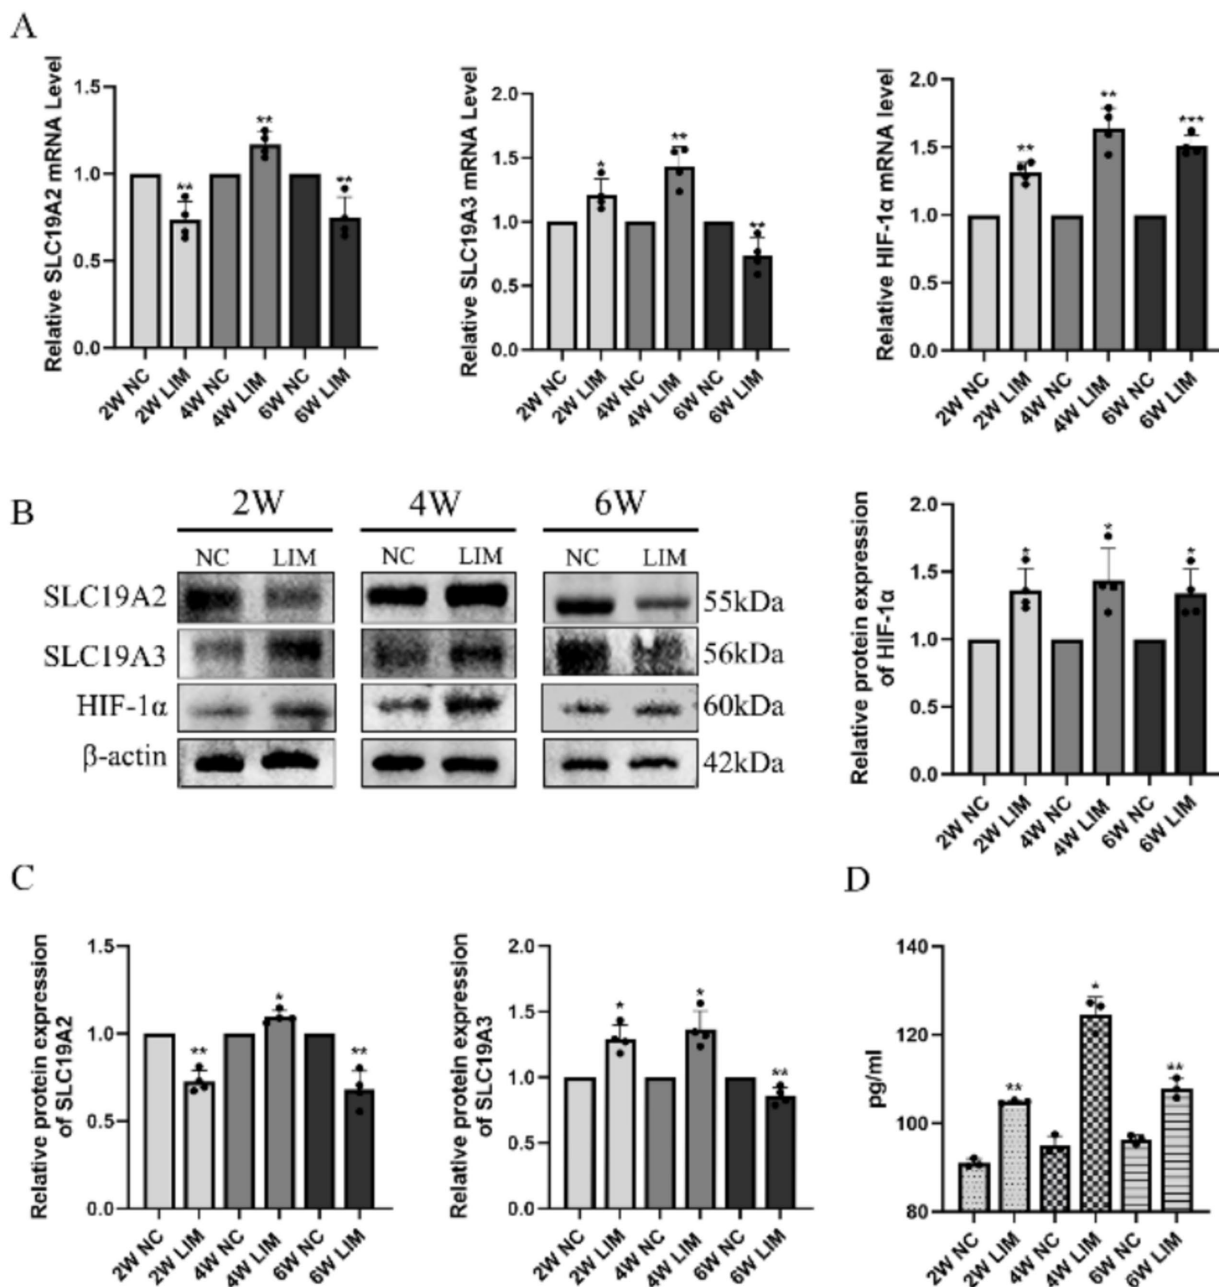 A
Relative SLC19A2 mRNA Level
1.5
1.0
0.5
0.0
**
**
**
2W NC
2W LIM
4W NC
4W LIM
6W NC
6W LIM
Relative SLC19A3 mRNA Level
2.0
1.5
1.0
0.5
0.0
*
**
**
2W NC
2W LIM
4W NC
4W LIM
6W NC
6W LIM
Relative HIF-1α mRNA level
2.0
1.5
1.0
0.5
0.0
**
**
***
2W NC
2W LIM
4W NC
4W LIM
6W NC
6W LIM
B
2W
4W
6W
NC LIM
NC LIM
NC LIM
SLC19A2
55kDa
SLC19A3
56kDa
HIF-1α
60kDa
β-actin
42kDa
Relative protein expression
of HIF-1α
2.0
1.5
1.0
0.5
0.0
*
*
*
2W NC
2W LIM
4W NC
4W LIM
6W NC
6W LIM
C
Relative protein expression
of SLC19A2
1.5
1.0
0.5
0.0
**
*
**
2W NC
2W LIM
4W NC
4W LIM
6W NC
6W LIM
Relative protein expression
of SLC19A3
2.0
1.5
1.0
0.5
0.0
*
*
**
2W NC
2W LIM
4W NC
4W LIM
6W NC
6W LIM
D
pg/ml
140
120
100
80
**
*
**
2W NC
2W LIM
4W NC
4W LIM
6W NC
6W LIM